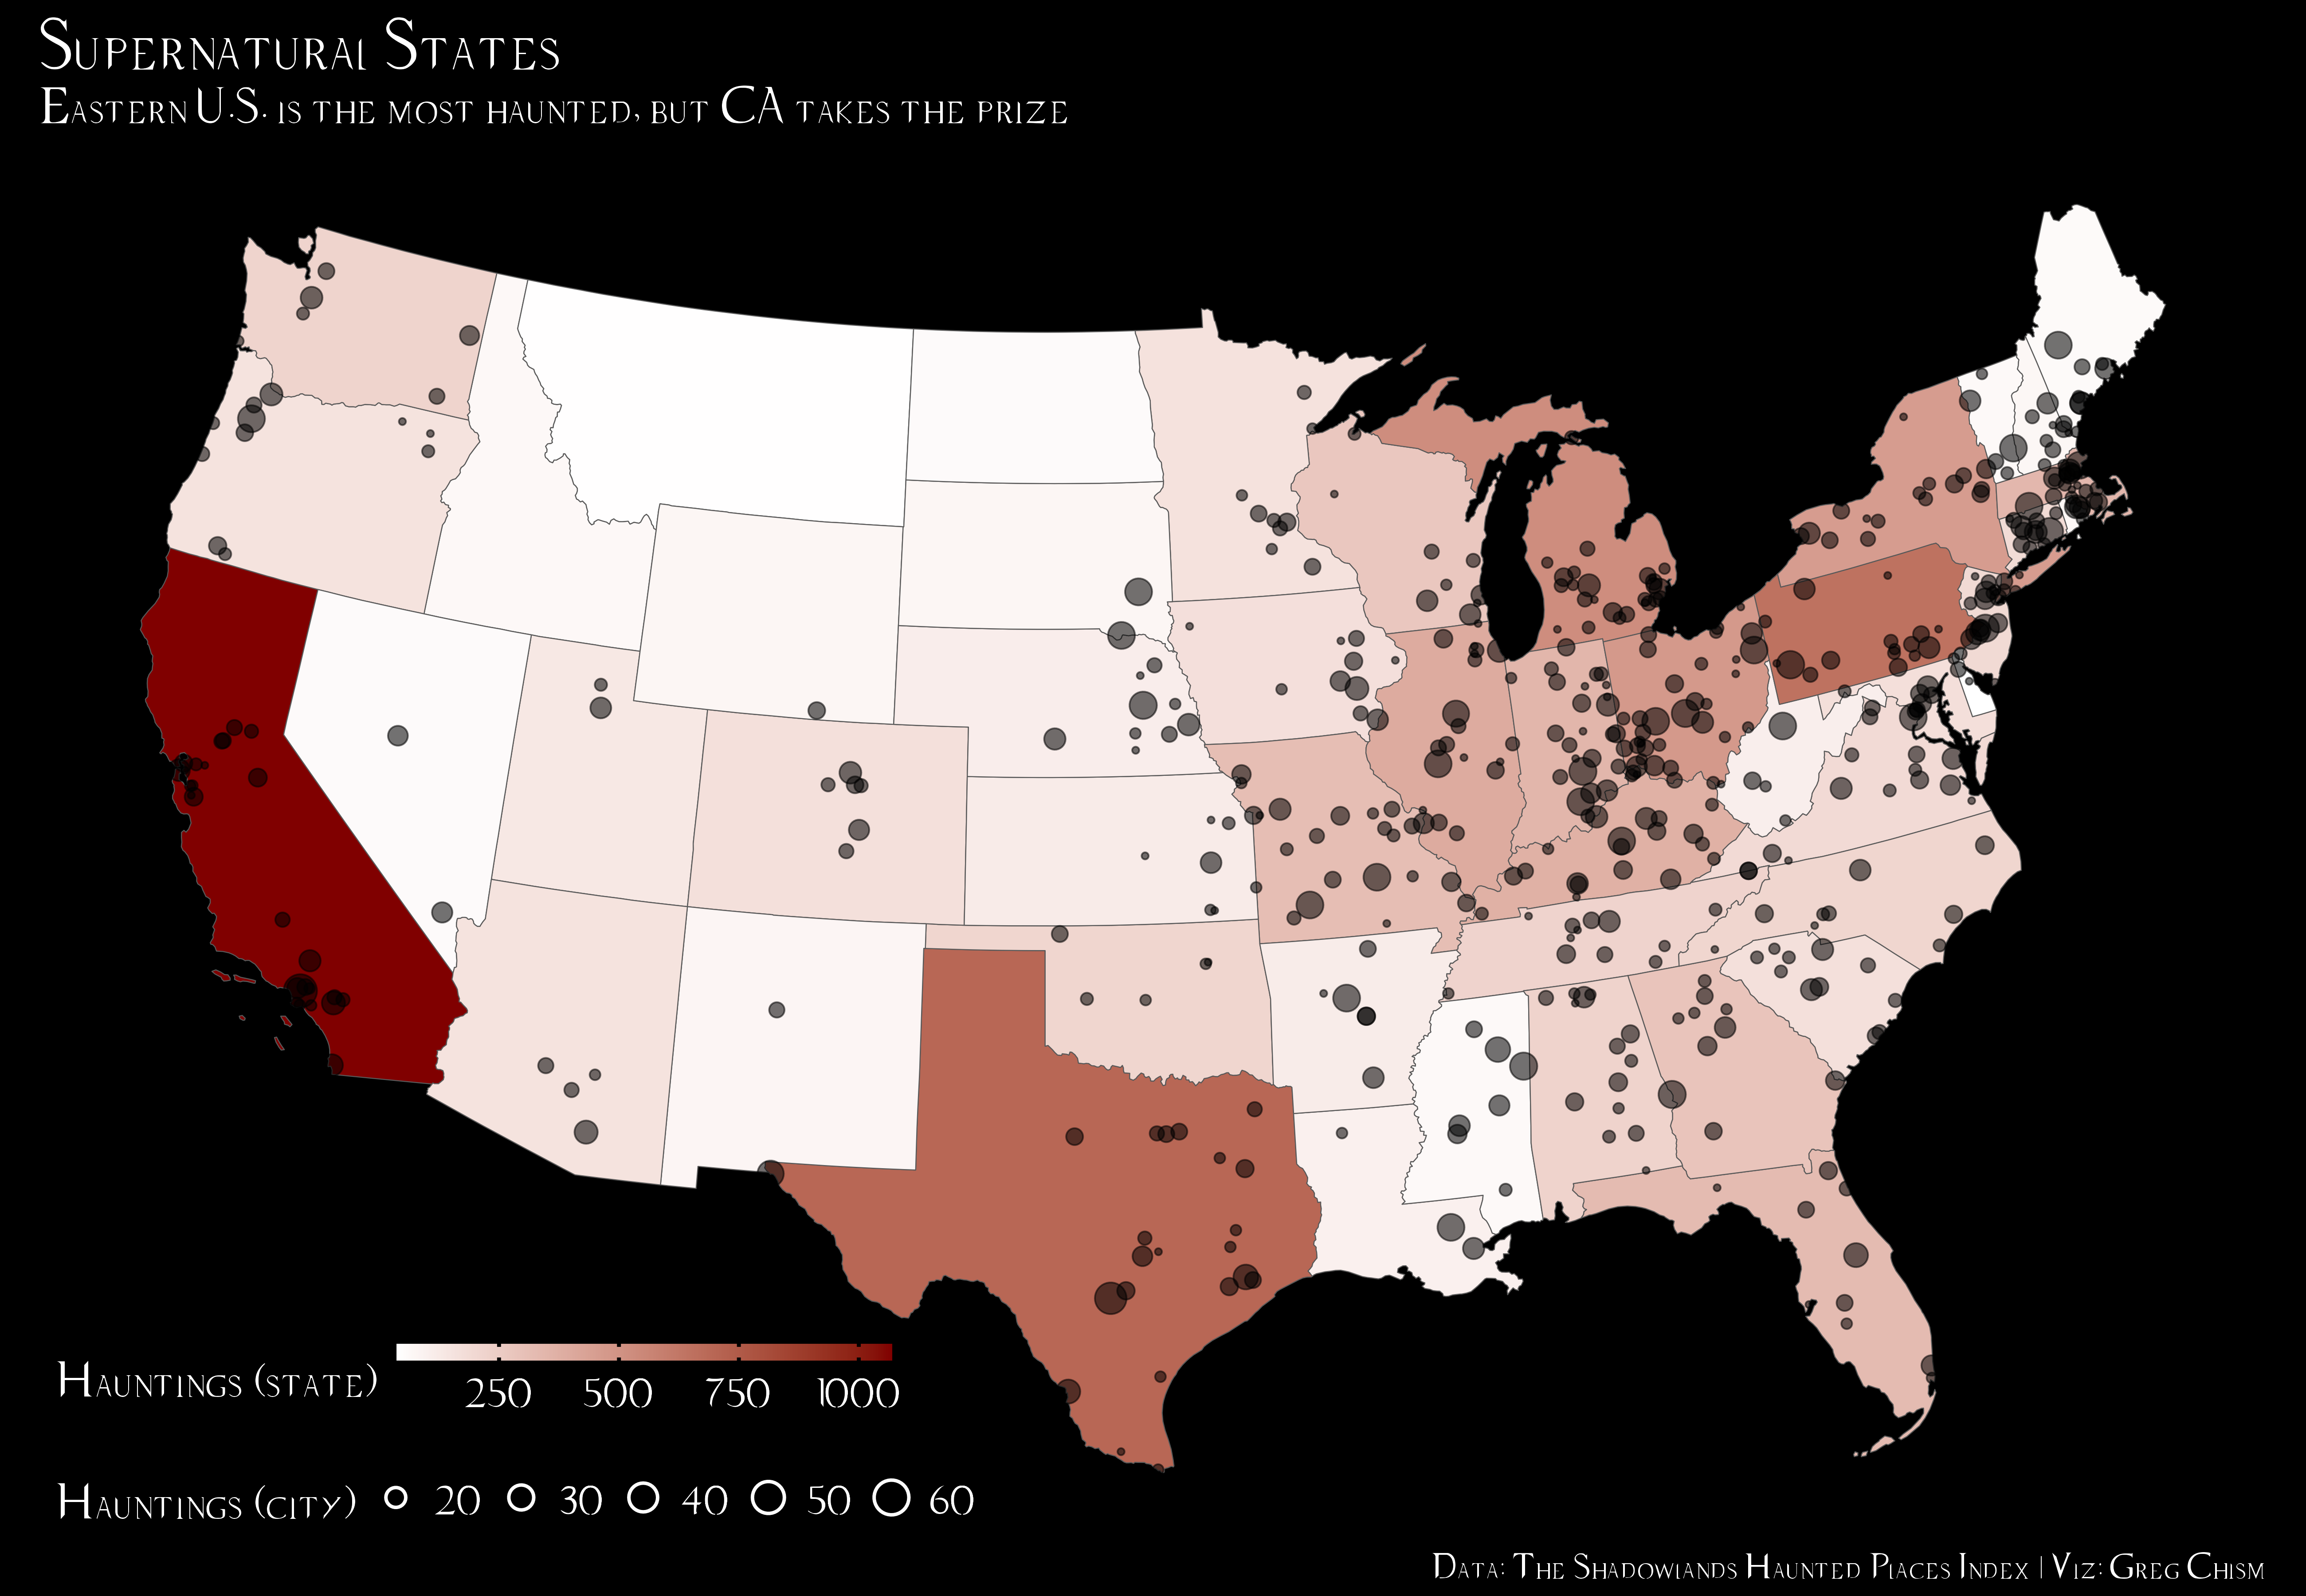 Supernatural States
Eastern U.S. is the most haunted, but CA takes the prize
Hauntings (state)
250 500 750 1000
Hauntings (city) 20 30 40 50 60
Data: The Shadowlands Haunted Places Index | Viz: Greg Chism